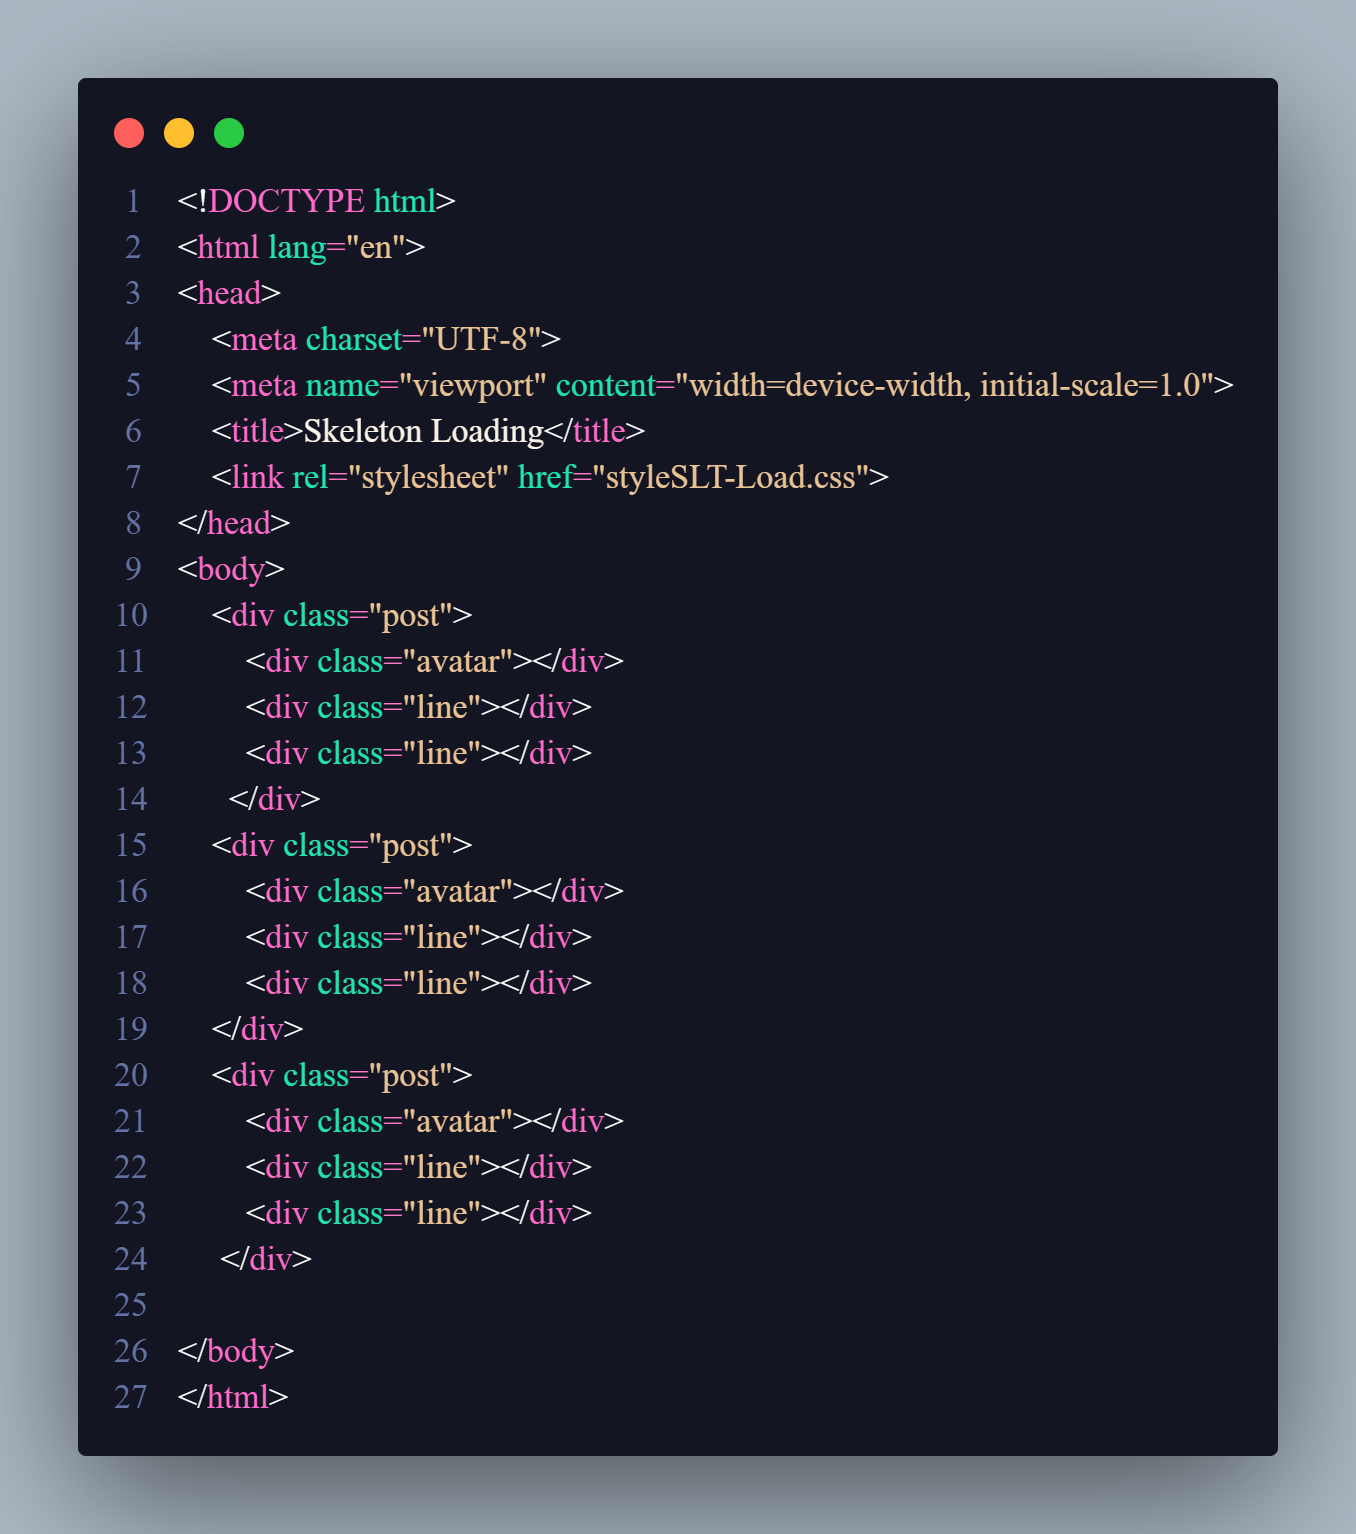 1 <!DOCTYPE html>
2 <html lang="en">
3 <head>
4     <meta charset="UTF-8">
5     <meta name="viewport" content="width=device-width, initial-scale=1.0">
6     <title>Skeleton Loading</title>
7     <link rel="stylesheet" href="styleSLT-Load.css">
8 </head>
9 <body>
10     <div class="post">
11         <div class="avatar"></div>
12         <div class="line"></div>
13         <div class="line"></div>
14       </div>
15     <div class="post">
16         <div class="avatar"></div>
17         <div class="line"></div>
18         <div class="line"></div>
19     </div>
20     <div class="post">
21         <div class="avatar"></div>
22         <div class="line"></div>
23         <div class="line"></div>
24      </div>
25
26 </body>
27 </html>